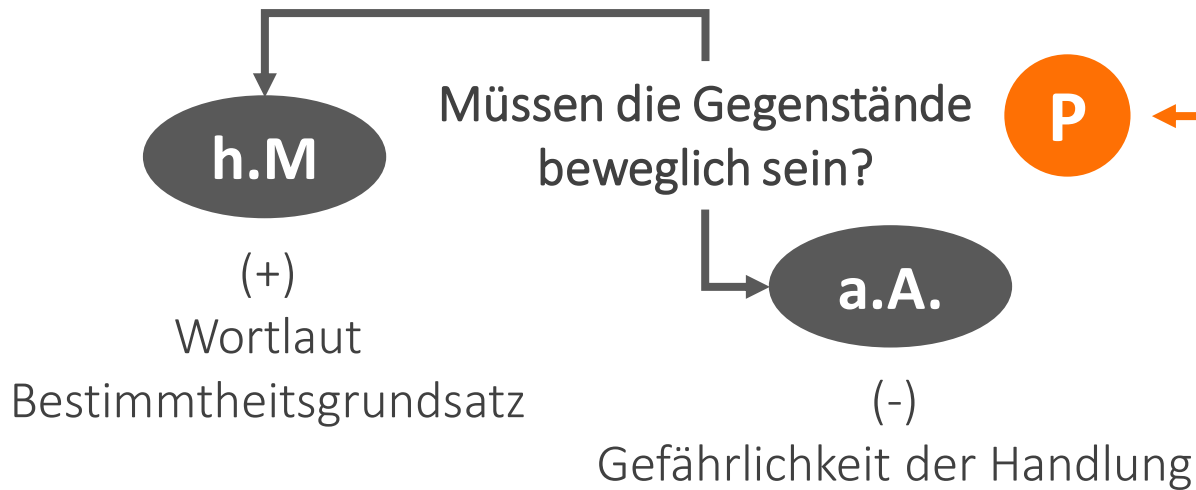 Müssen die Gegenstände
beweglich sein?
P
h.M
(+)
Wortlaut
Bestimmtheitsgrundsatz
a.A.
(-)
Gefährlichkeit der Handlung